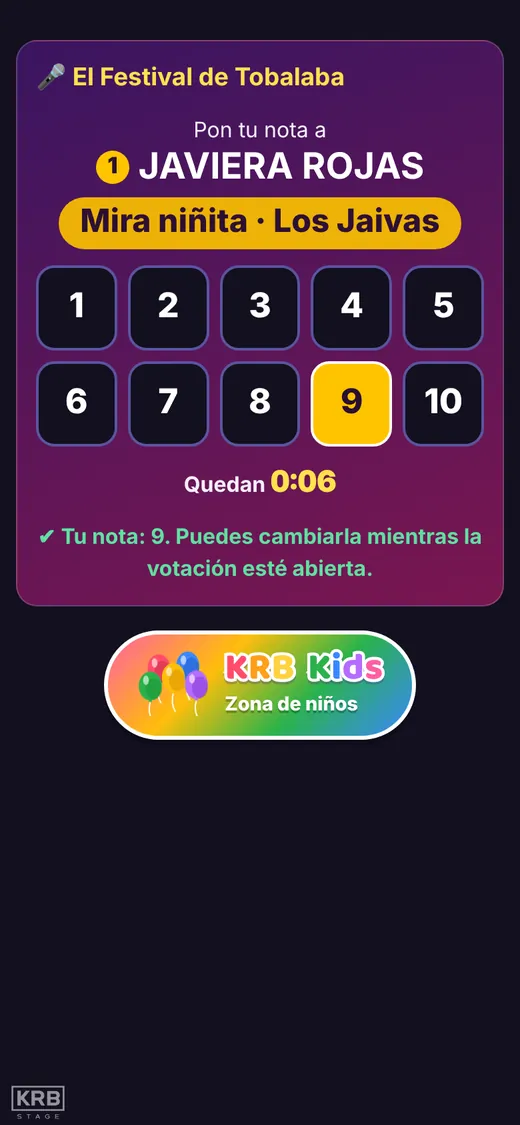 🎤 El Festival de Tobalaba
Pon tu nota a
1 JAVIERA ROJAS
Mira niñita · Los Jaivas
1 2 3 4 5
6 7 8 9 10
Quedan 0:06
✔ Tu nota: 9. Puedes cambiarla mientras la
votación esté abierta.
KRB Kids
Zona de niños
KRB
STAGE